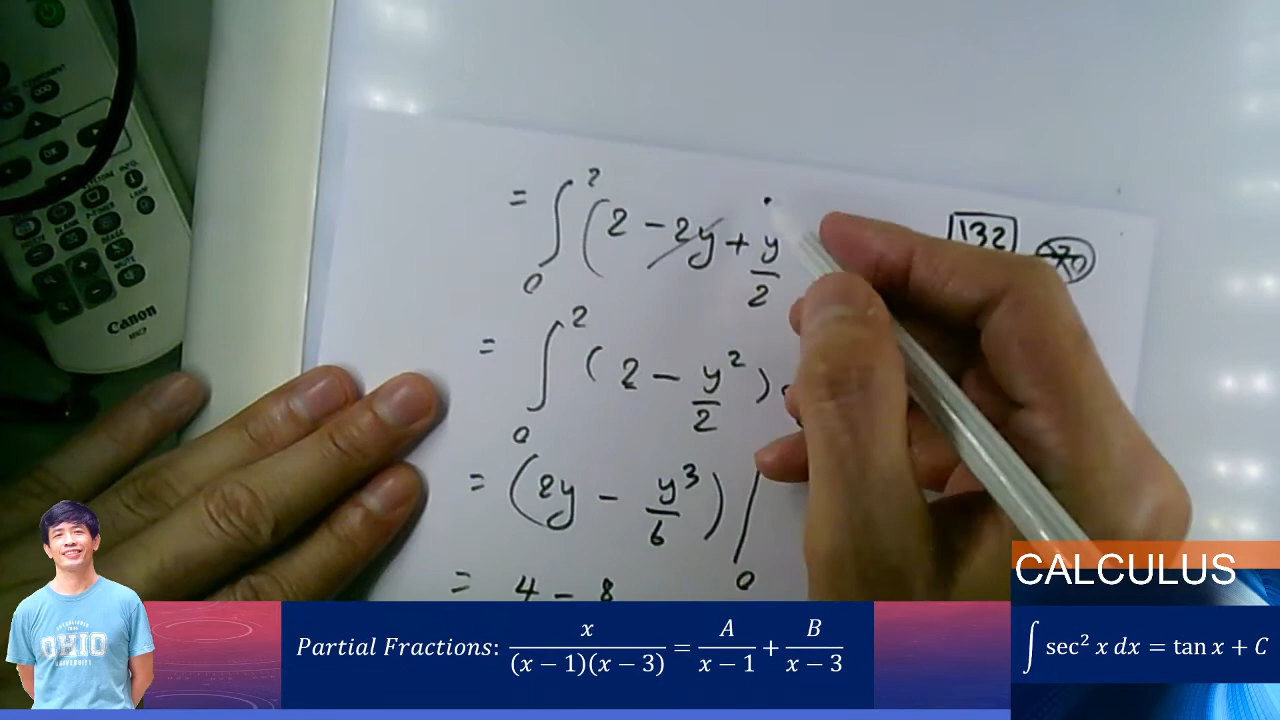 = ∫₀² (2 - 2y + y/2
132
= ∫₀² ( 2 - y²/2 )
= (2y - y³/6) |₀
= 4 - 8
Canon
OHIO
UNIVERSITY
CALCULUS
Partial Fractions: x/((x − 1)(x − 3)) = A/(x − 1) + B/(x − 3)
∫ sec² x dx = tan x + C